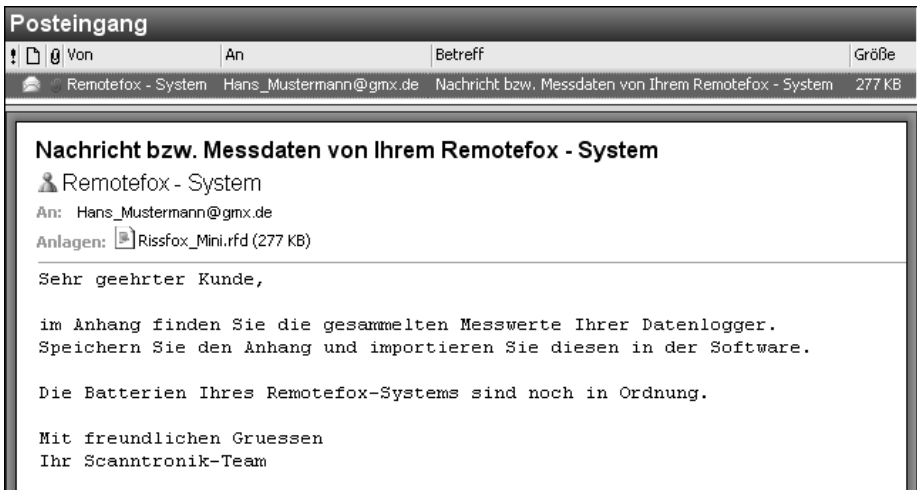 Posteingang
! Von An Betreff Größe
Remotefox - System Hans_Mustermann@gmx.de Nachricht bzw. Messdaten von Ihrem Remotefox - System 277 KB
Nachricht bzw. Messdaten von Ihrem Remotefox - System
Remotefox - System
An: Hans_Mustermann@gmx.de
Anlagen: Rissfox_Mini.rfd (277 KB)
Sehr geehrter Kunde,
im Anhang finden Sie die gesammelten Messwerte Ihrer Datenlogger.
Speichern Sie den Anhang und importieren Sie diesen in der Software.
Die Batterien Ihres Remotefox-Systems sind noch in Ordnung.
Mit freundlichen Gruessen
Ihr Scanntronik-Team